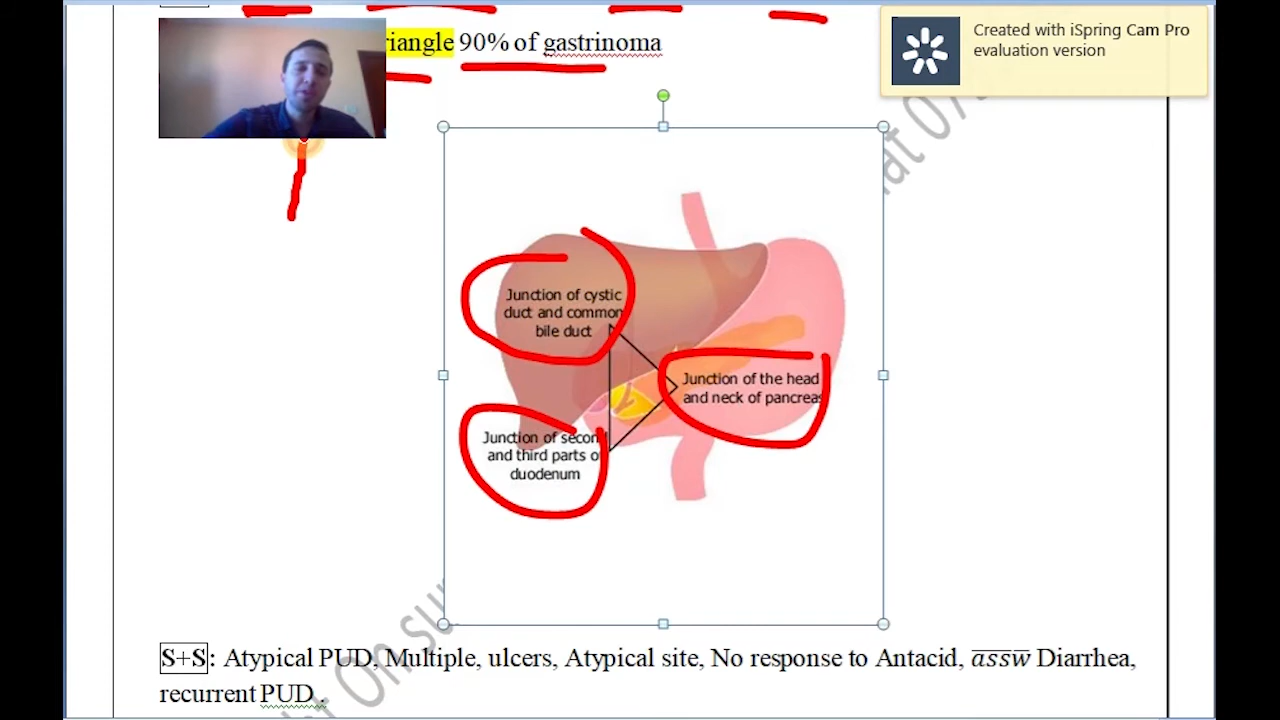 riangle 90% of gastrinoma
Created with iSpring Cam Pro
evaluation version
Junction of cystic
duct and common
bile duct
Junction of the head
and neck of pancreas
Junction of second
and third parts of
duodenum
S+S: Atypical PUD, Multiple, ulcers, Atypical site, No response to Antacid, assw Diarrhea,
recurrent PUD .